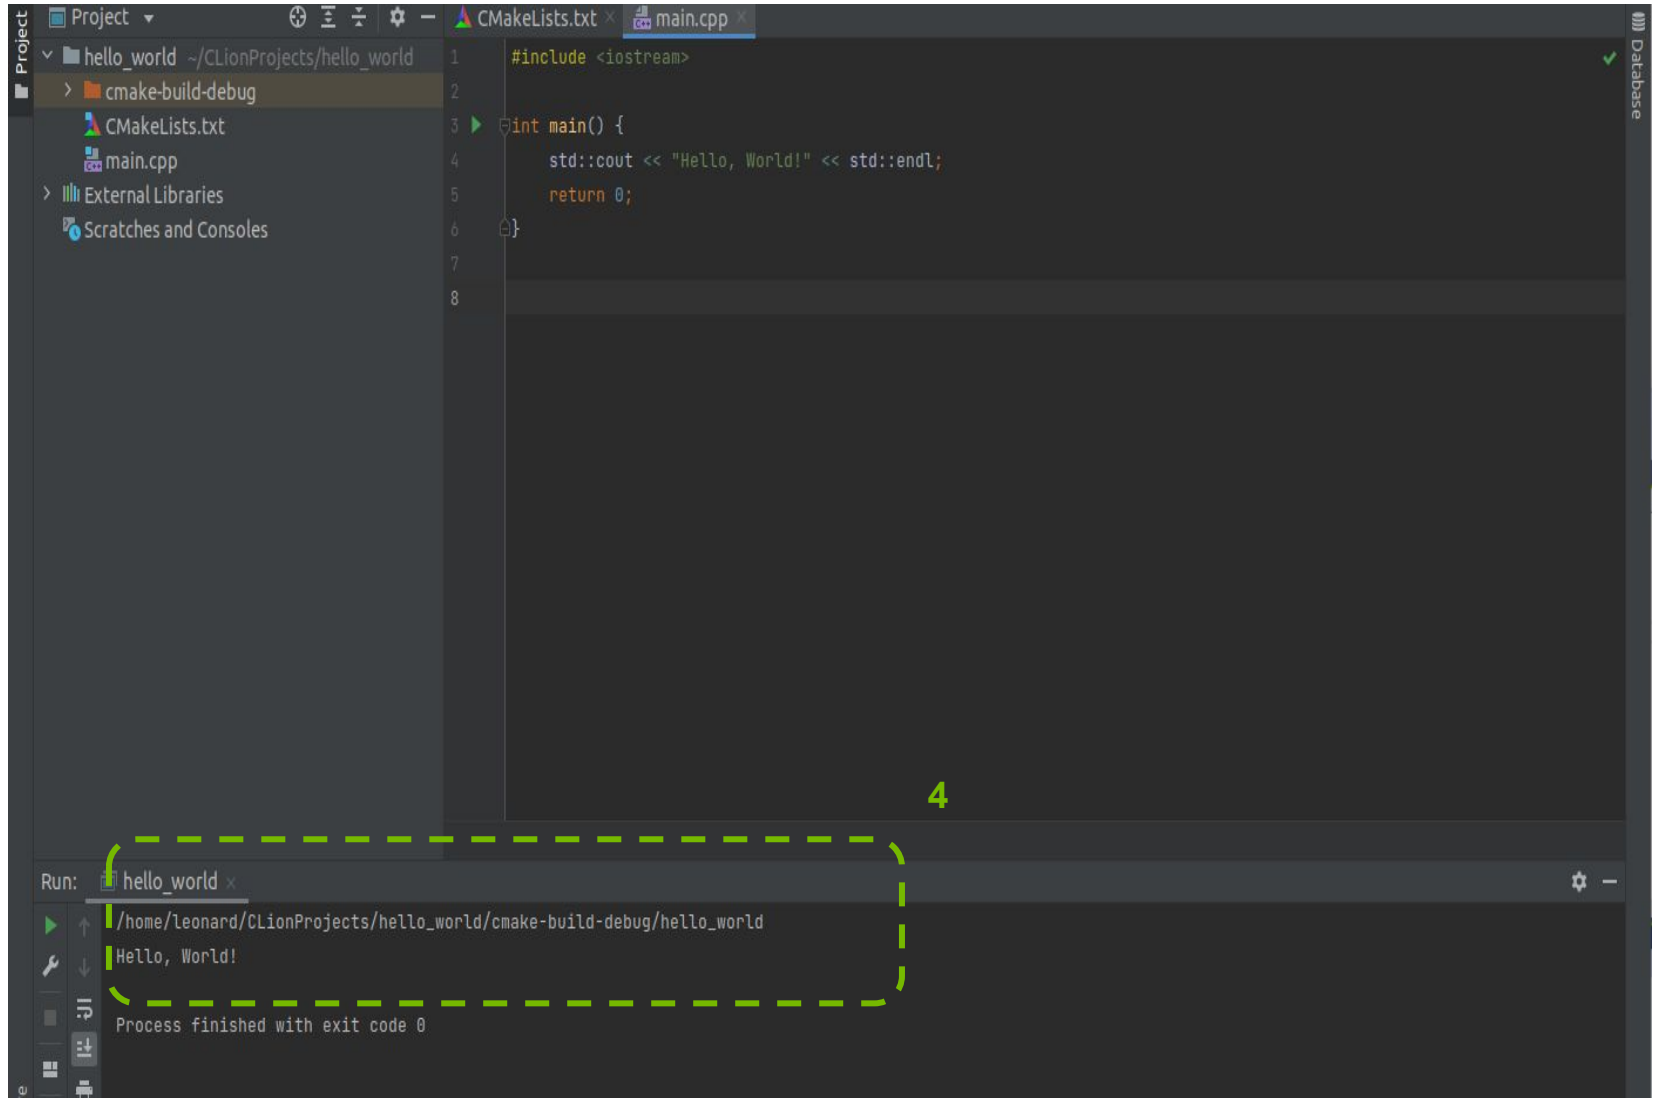 Project
Project
CMakeLists.txt
main.cpp
Database
hello_world ~/CLionProjects/hello_world
cmake-build-debug
CMakeLists.txt
main.cpp
External Libraries
Scratches and Consoles
1 #include <iostream>
2
3 int main() {
4 std::cout << "Hello, World!" << std::endl;
5 return 0;
6 }
7
8
4
Run: hello_world
/home/leonard/CLionProjects/hello_world/cmake-build-debug/hello_world
Hello, World!
Process finished with exit code 0